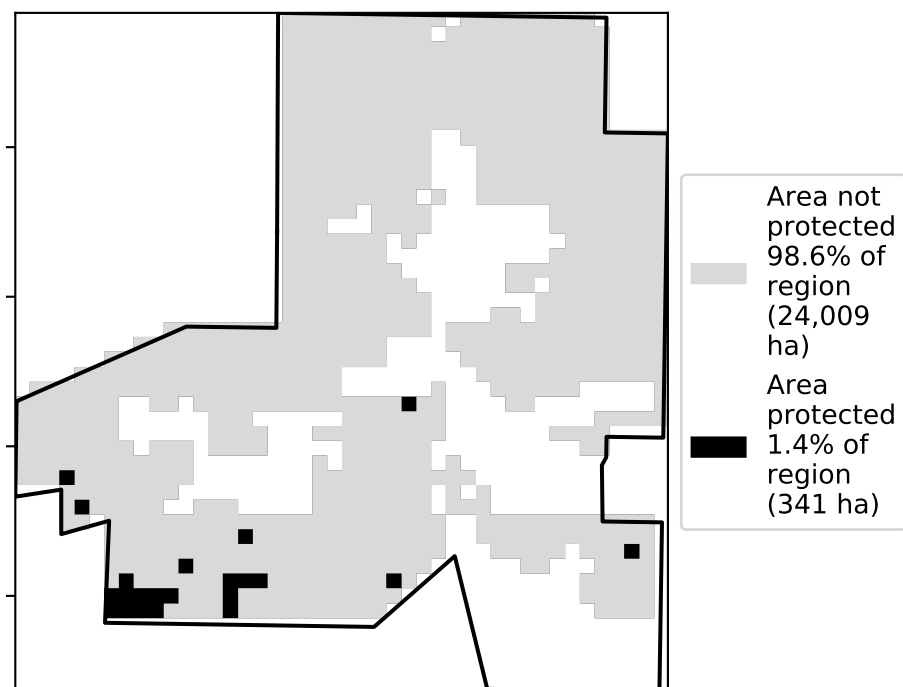 Area not
protected
98.6% of
region
(24,009
ha)
Area
protected
1.4% of
region
(341 ha)